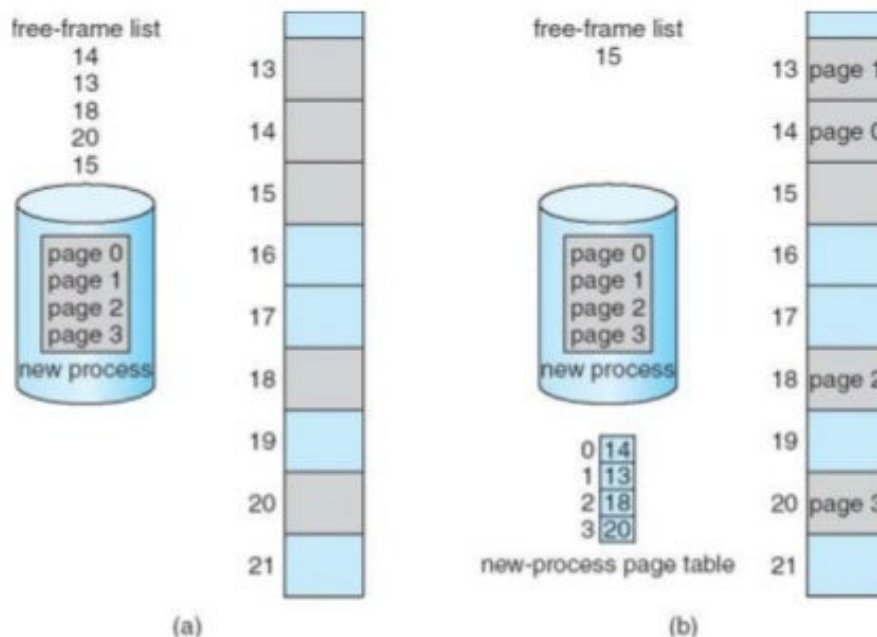 free-frame list
14
13
18
20
15
page 0
page 1
page 2
page 3
new process
13
14
15
16
17
18
19
20
21
(a)
free-frame list
15
page 0
page 1
page 2
page 3
new process
0 14
1 13
2 18
3 20
new-process page table
13 page 1
14 page 0
15
16
17
18 page 2
19
20 page 3
21
(b)